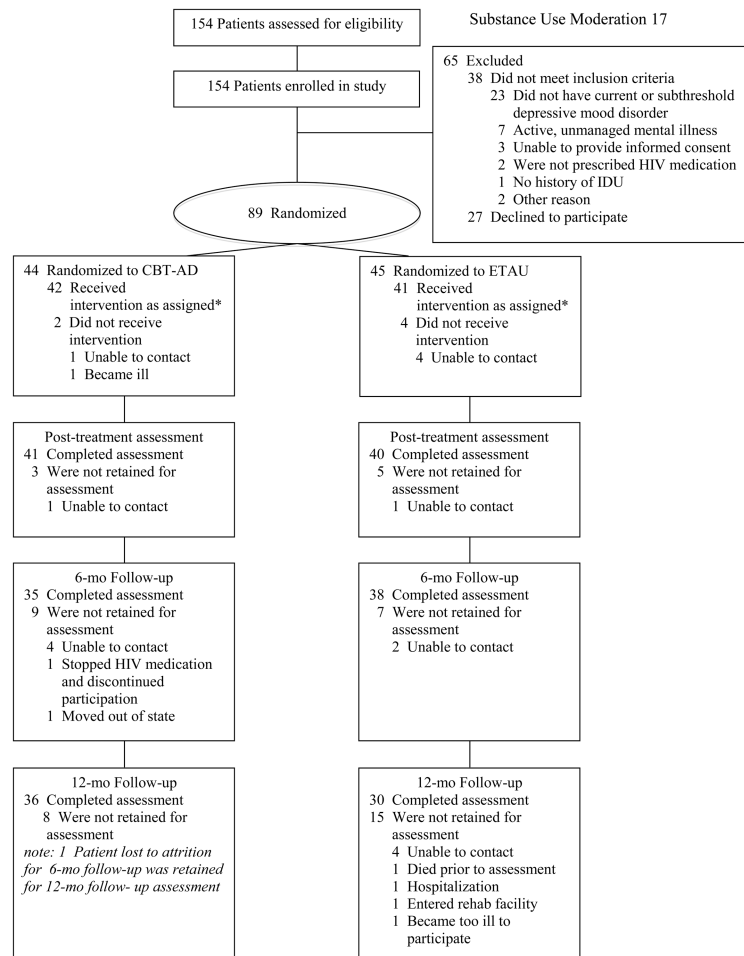 Substance Use Moderation 17
154 Patients assessed for eligibility
154 Patients enrolled in study
65 Excluded
38 Did not meet inclusion criteria
23 Did not have current or subthreshold
depressive mood disorder
7 Active, unmanaged mental illness
3 Unable to provide informed consent
2 Were not prescribed HIV medication
1 No history of IDU
2 Other reason
27 Declined to participate
89 Randomized
44 Randomized to CBT-AD
42 Received
intervention as assigned*
2 Did not receive
intervention
1 Unable to contact
1 Became ill
45 Randomized to ETAU
41 Received
intervention as assigned*
4 Did not receive
intervention
4 Unable to contact
Post-treatment assessment
41 Completed assessment
3 Were not retained for
assessment
1 Unable to contact
Post-treatment assessment
40 Completed assessment
5 Were not retained for
assessment
1 Unable to contact
6-mo Follow-up
35 Completed assessment
9 Were not retained for
assessment
4 Unable to contact
1 Stopped HIV medication
and discontinued
participation
1 Moved out of state
6-mo Follow-up
38 Completed assessment
7 Were not retained for
assessment
2 Unable to contact
12-mo Follow-up
36 Completed assessment
8 Were not retained for
assessment
note: 1 Patient lost to attrition
for 6-mo follow-up was retained
for 12-mo follow- up assessment
12-mo Follow-up
30 Completed assessment
15 Were not retained for
assessment
4 Unable to contact
1 Died prior to assessment
1 Hospitalization
1 Entered rehab facility
1 Became too ill to
participate